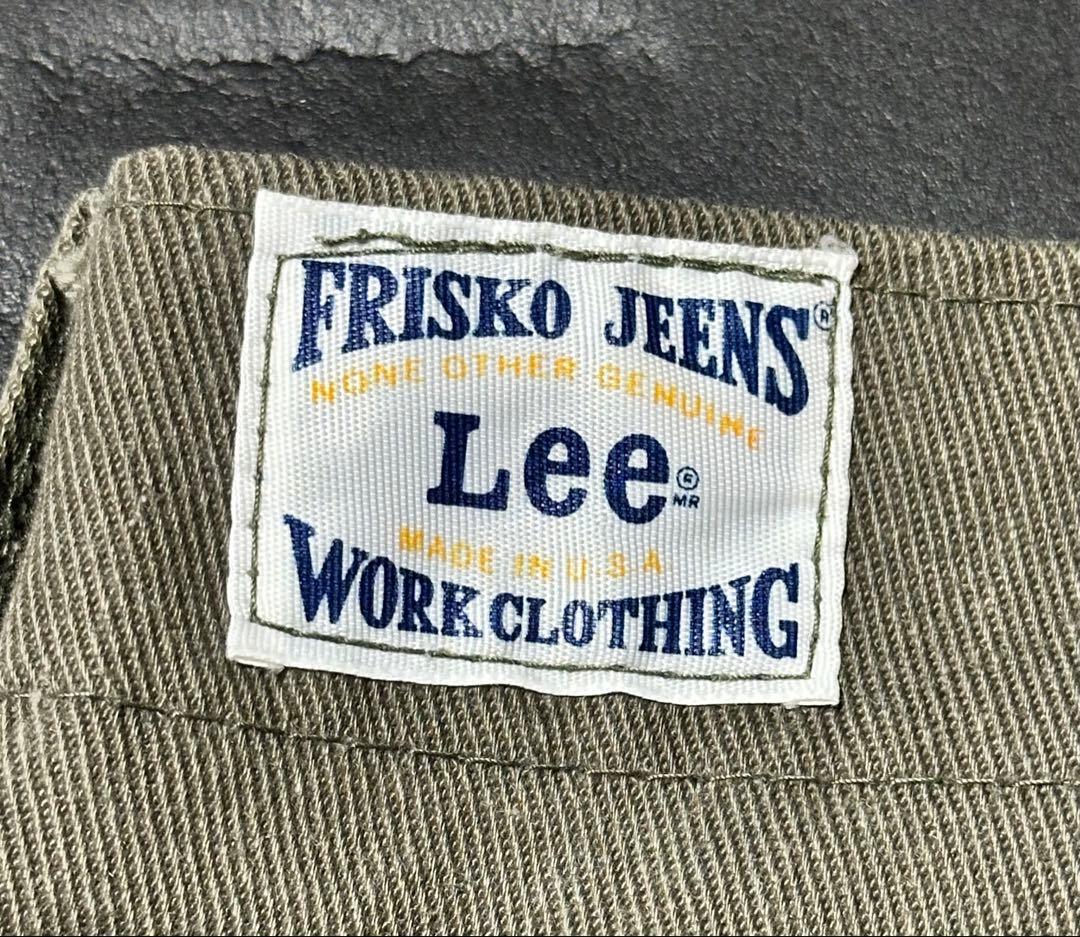 FRISKO JEENS®
NONE OTHER GENUINE
Lee®
MR
MADE IN U.S.A
WORK CLOTHING